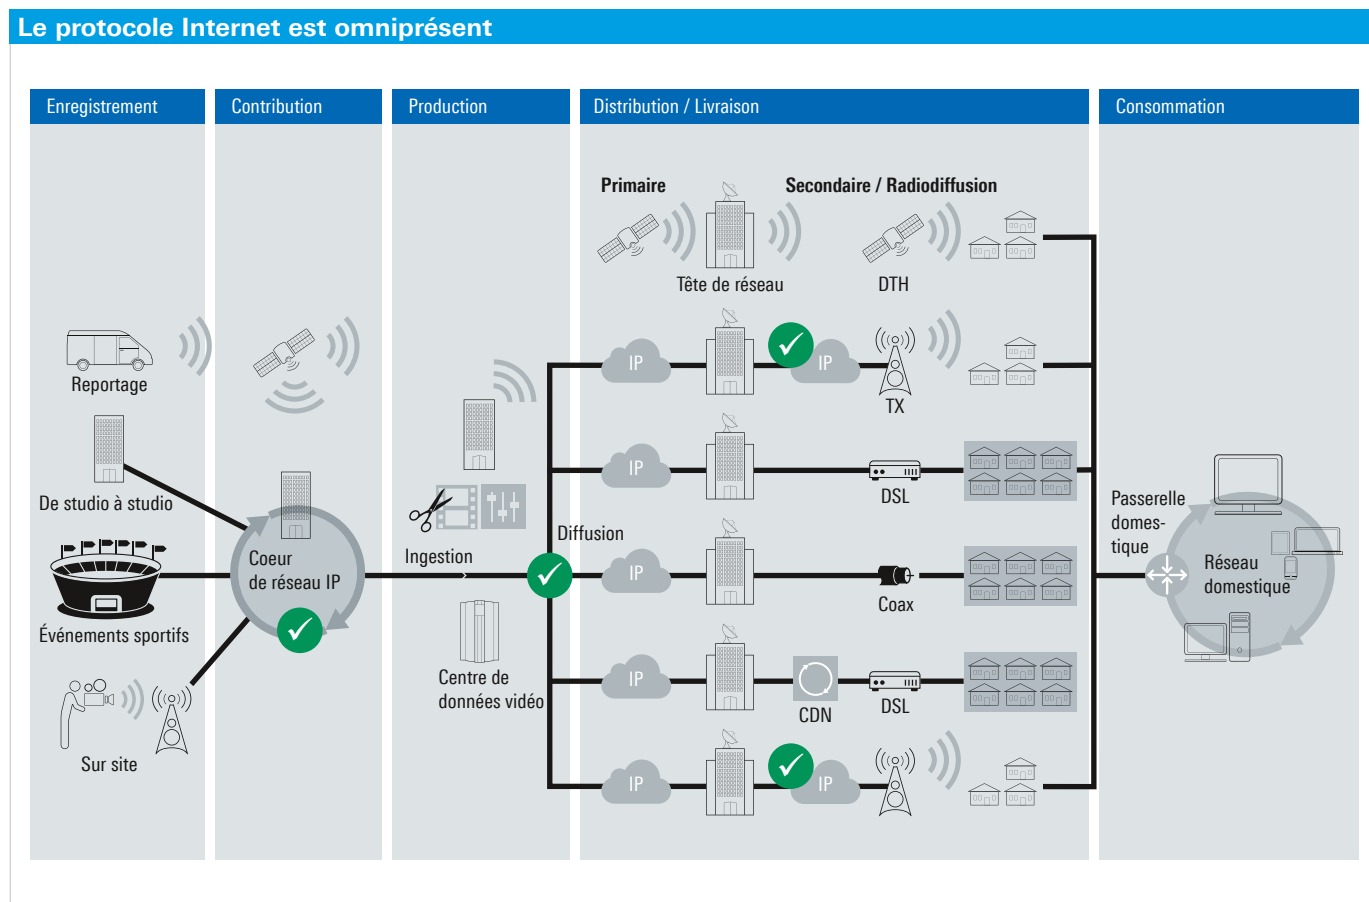 Le protocole Internet est omniprésent
Enregistrement
Contribution
Production
Distribution / Livraison
Consommation
Primaire
Secondaire / Radiodiffusion
Tête de réseau
DTH
Reportage
IP
IP
TX
De studio à studio
IP
DSL
Coeur
de réseau IP
Ingestion
Diffusion
IP
Coax
Passerelle
domes-
tique
Réseau
domestique
Événements sportifs
Centre de
données vidéo
IP
CDN
DSL
Sur site
IP
IP